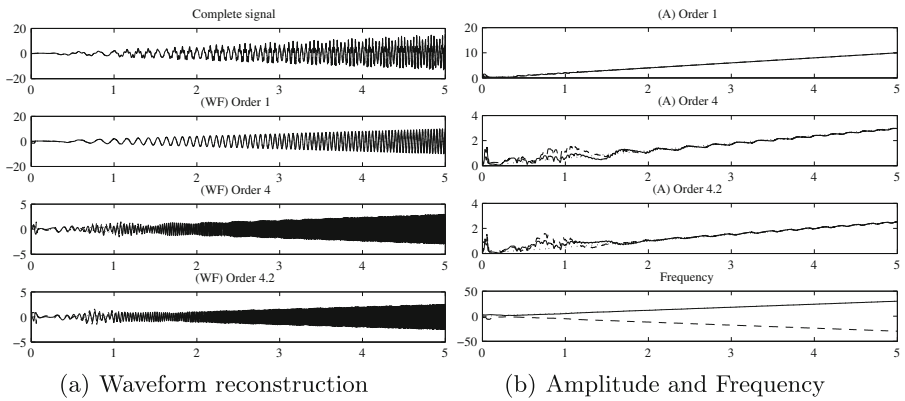 Complete signal
20
0
−20
0 1 2 3 4 5
(WF) Order 1
20
0
−20
0 1 2 3 4 5
(WF) Order 4
5
0
−5
0 1 2 3 4 5
(WF) Order 4.2
5
0
−5
0 1 2 3 4 5
(a) Waveform reconstruction
(A) Order 1
20
10
0
0 1 2 3 4 5
(A) Order 4
4
2
0
0 1 2 3 4 5
(A) Order 4.2
4
2
0
0 1 2 3 4 5
Frequency
50
0
−50
0 1 2 3 4 5
(b) Amplitude and Frequency